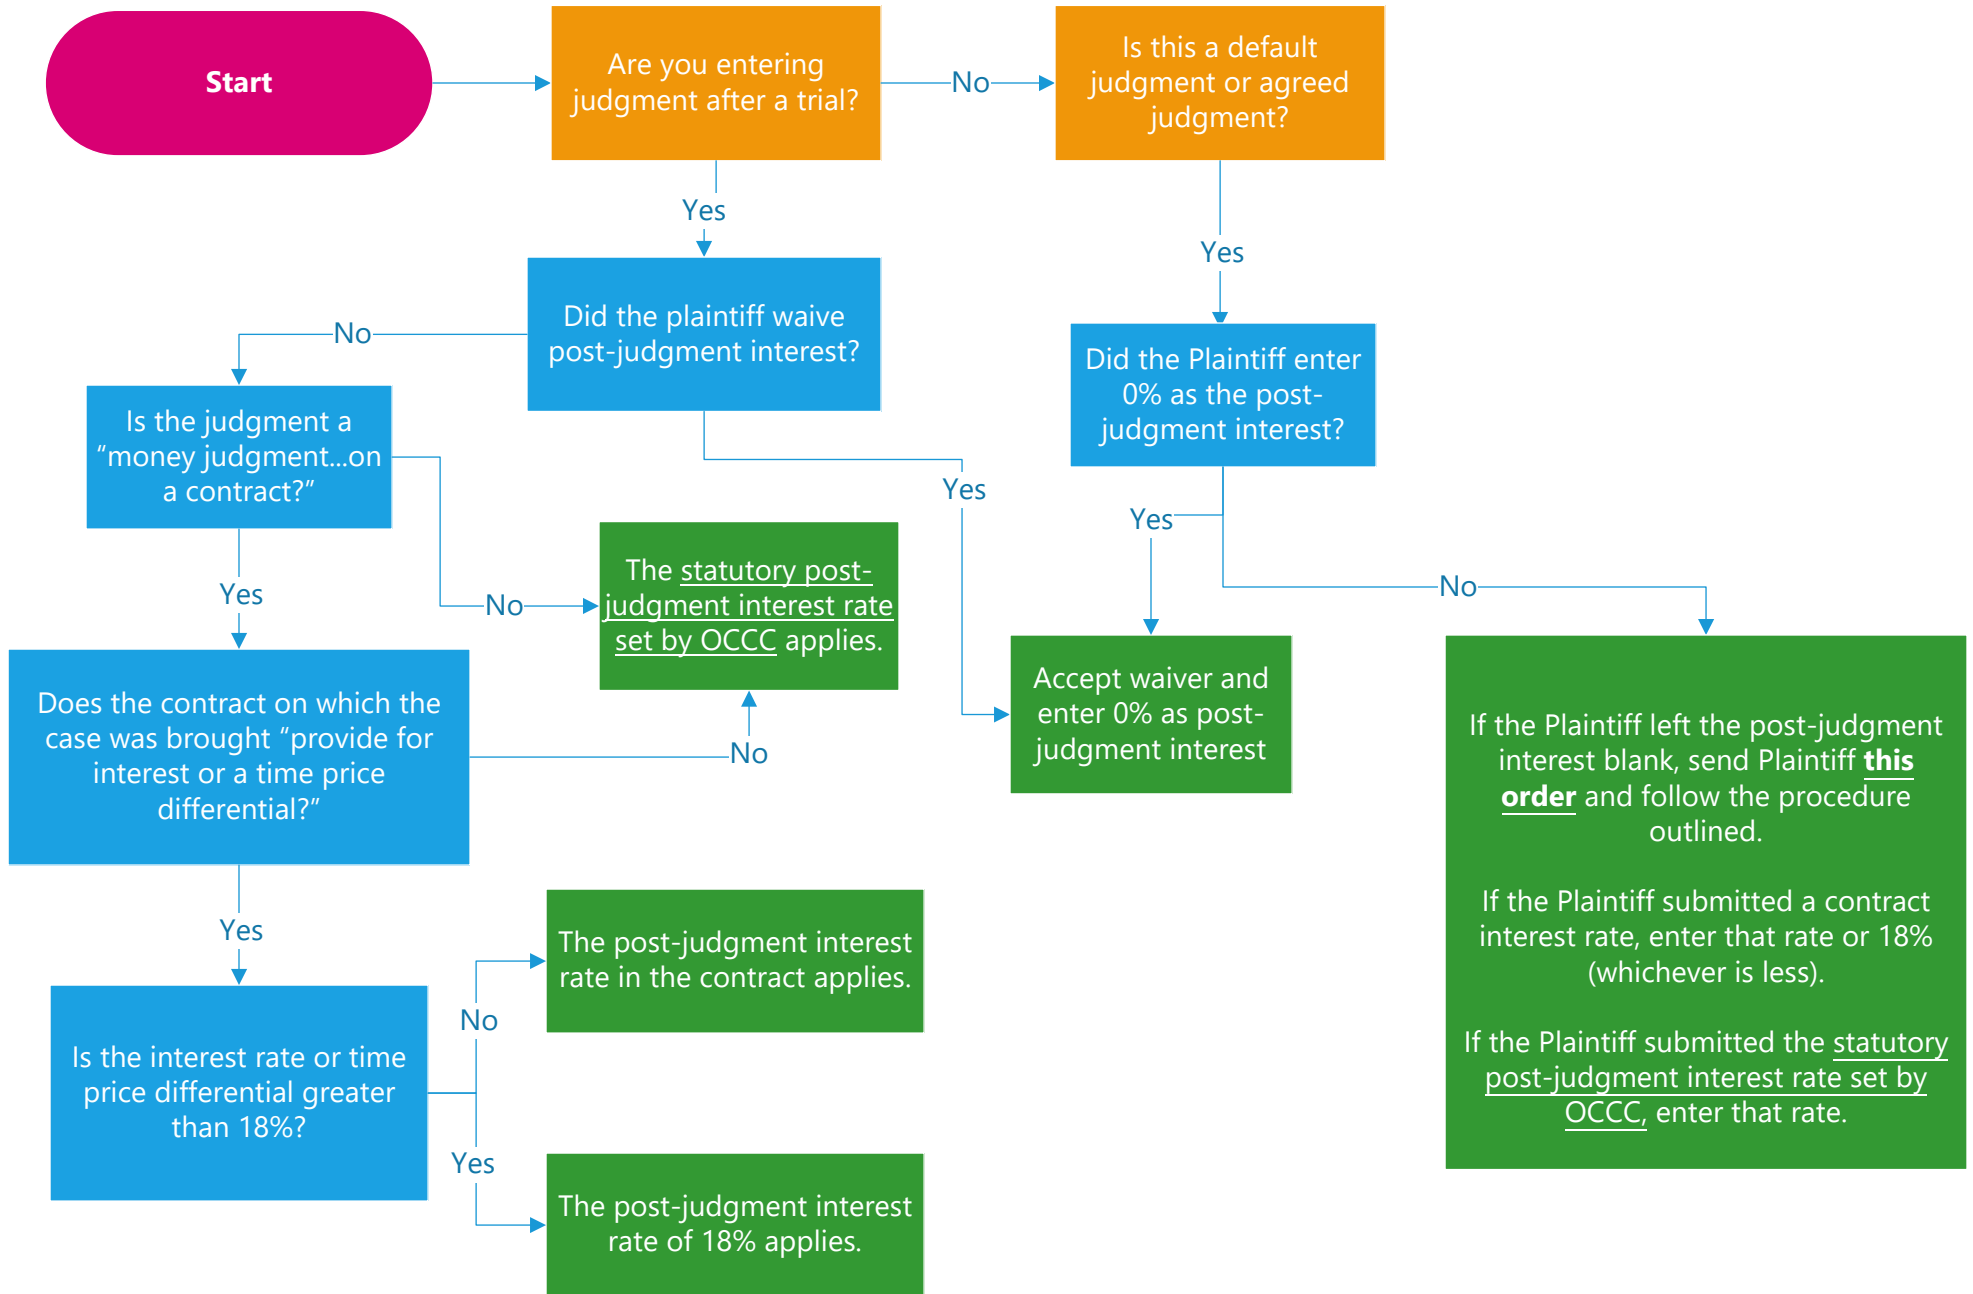 Start
Are you entering
judgment after a trial?
No
Is this a default
judgment or agreed
judgment?
Yes
Yes
Did the plaintiff waive
post-judgment interest?
No
Did the Plaintiff enter
0% as the post-
judgment interest?
Is the judgment a
“money judgment...on
a contract?”
Yes
Yes
No
Yes
No
The statutory post-
judgment interest rate
set by OCCC applies.
Does the contract on which the
case was brought “provide for
interest or a time price
differential?”
No
Accept waiver and
enter 0% as post-
judgment interest
If the Plaintiff left the post-judgment
interest blank, send Plaintiff this
order and follow the procedure
outlined.
If the Plaintiff submitted a contract
interest rate, enter that rate or 18%
(whichever is less).
If the Plaintiff submitted the statutory
post-judgment interest rate set by
OCCC, enter that rate.
Yes
The post-judgment interest
rate in the contract applies.
No
Is the interest rate or time
price differential greater
than 18%?
Yes
The post-judgment interest
rate of 18% applies.